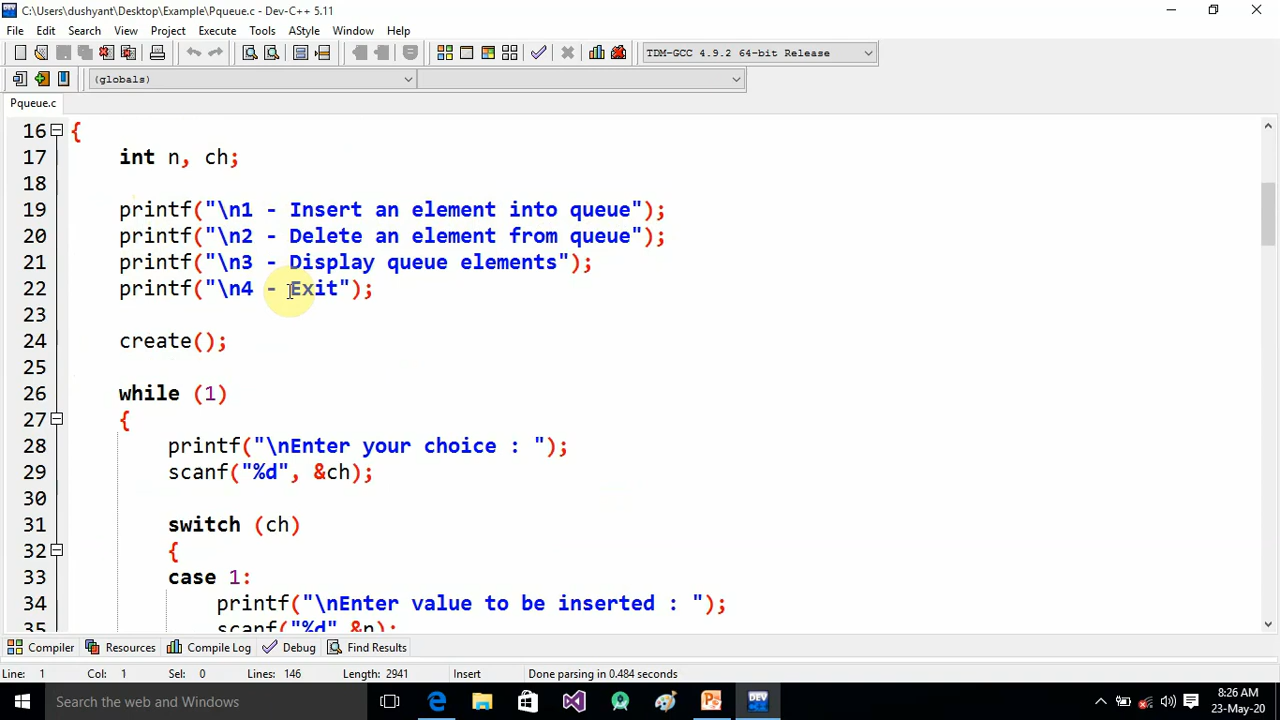 C:\Users\dushyant\Desktop\Example\Pqueue.c - Dev-C++ 5.11
File Edit Search View Project Execute Tools AStyle Window Help
TDM-GCC 4.9.2 64-bit Release
(globals)
Pqueue.c
16 {
17 int n, ch;
18
19 printf("\n1 - Insert an element into queue");
20 printf("\n2 - Delete an element from queue");
21 printf("\n3 - Display queue elements");
22 printf("\n4 - Exit");
23
24 create();
25
26 while (1)
27 {
28 printf("\nEnter your choice : ");
29 scanf("%d", &ch);
30
31 switch (ch)
32 {
33 case 1:
34 printf("\nEnter value to be inserted : ");
35 scanf("%d",&n);
Compiler Resources Compile Log Debug Find Results
Line: 1 Col: 1 Sel: 0 Lines: 146 Length: 2941 Insert Done parsing in 0.484 seconds
Search the web and Windows
DEV
8:26 AM
23-May-20